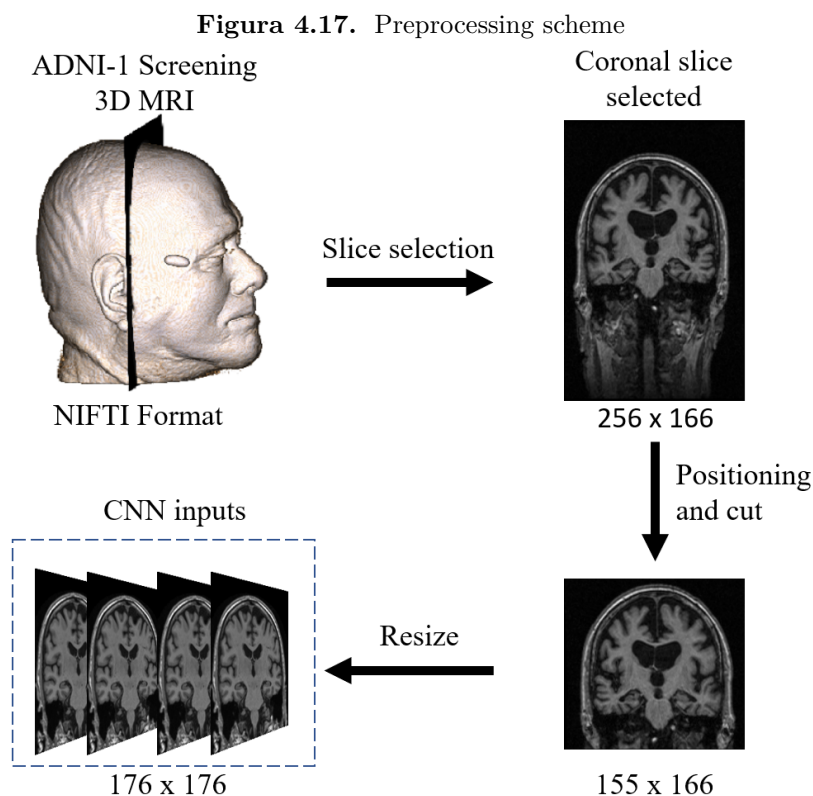 Figura 4.17. Preprocessing scheme
ADNI-1 Screening
3D MRI
Coronal slice
selected
Slice selection
NIFTI Format
256 x 166
Positioning
and cut
CNN inputs
Resize
176 x 176
155 x 166